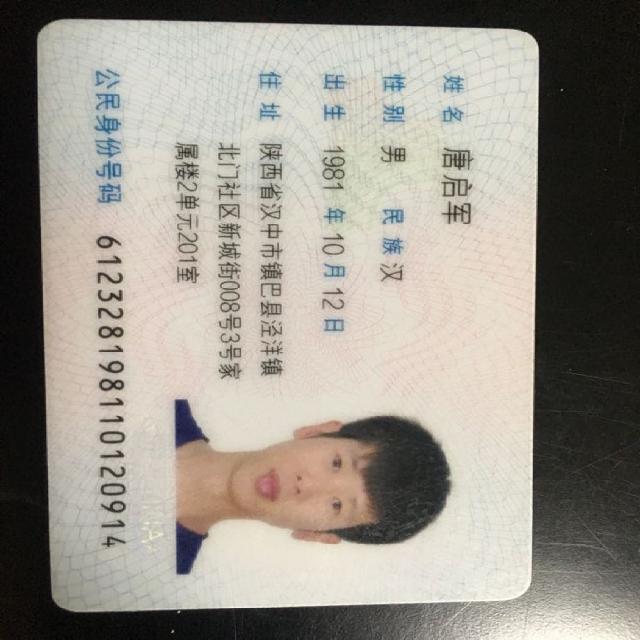 姓名 唐启军
性别 男 民族 汉
出生 1981 年 10 月 12 日
住址 陕西省汉中市镇巴县泾洋镇
北门社区新城街008号3号家
属楼2单元201室
公民身份号码 612328198110120914